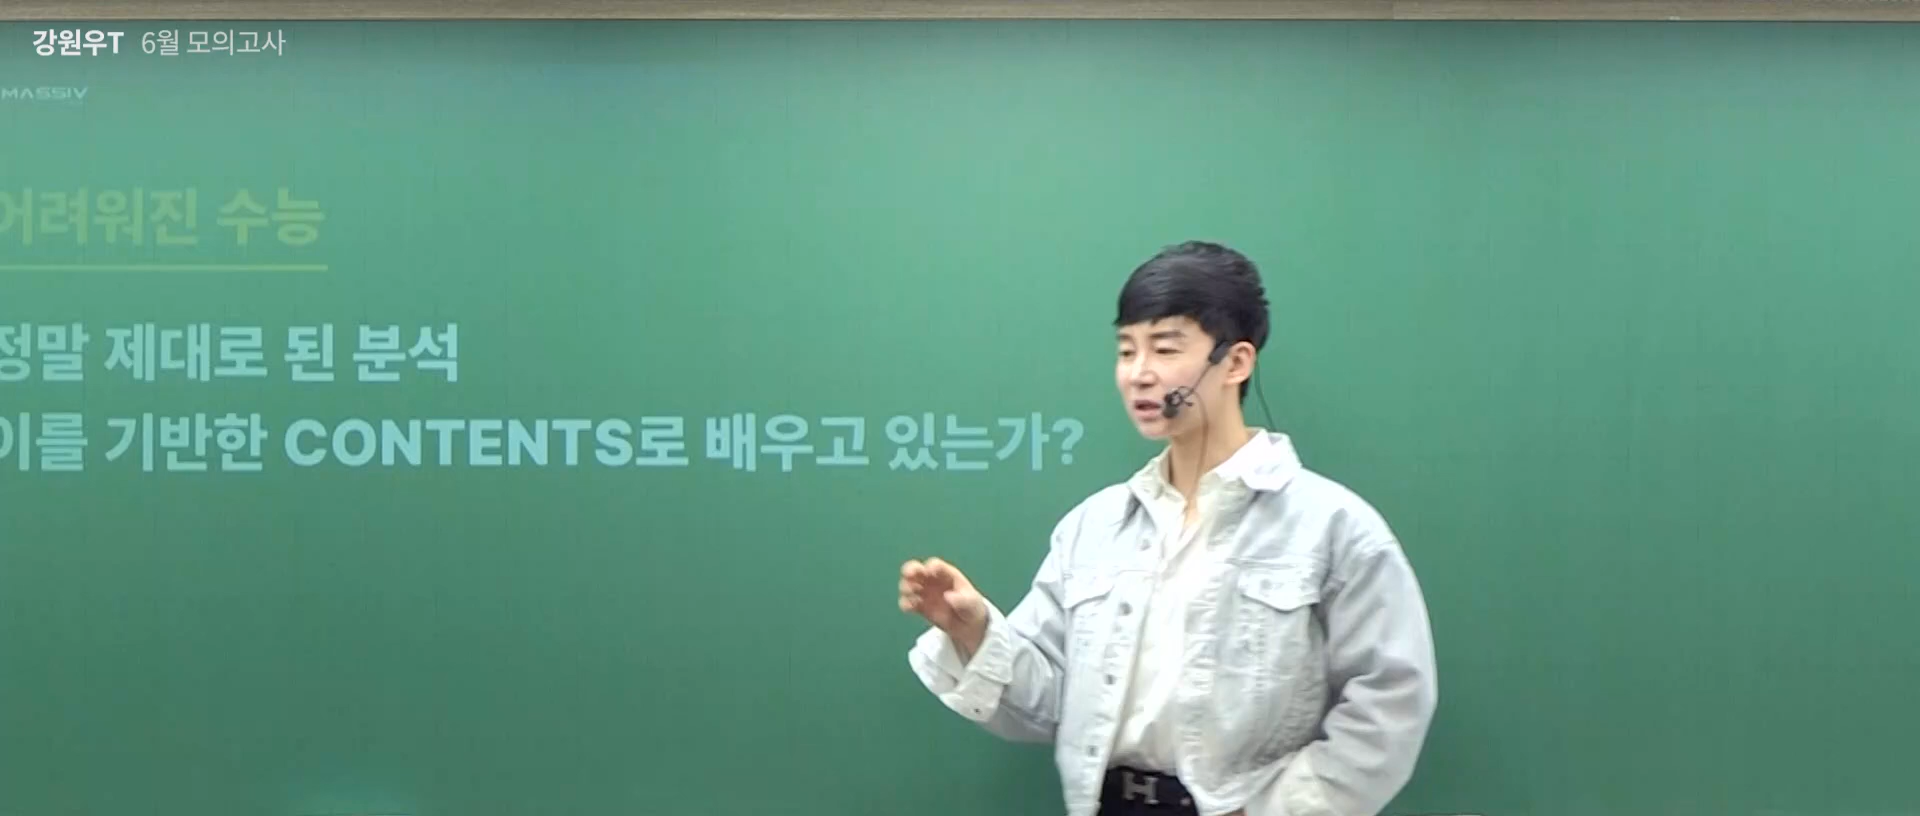 강원우T 6월 모의고사
MASSIV
어려워진 수능
정말 제대로 된 분석
이를 기반한 CONTENTS로 배우고 있는가?